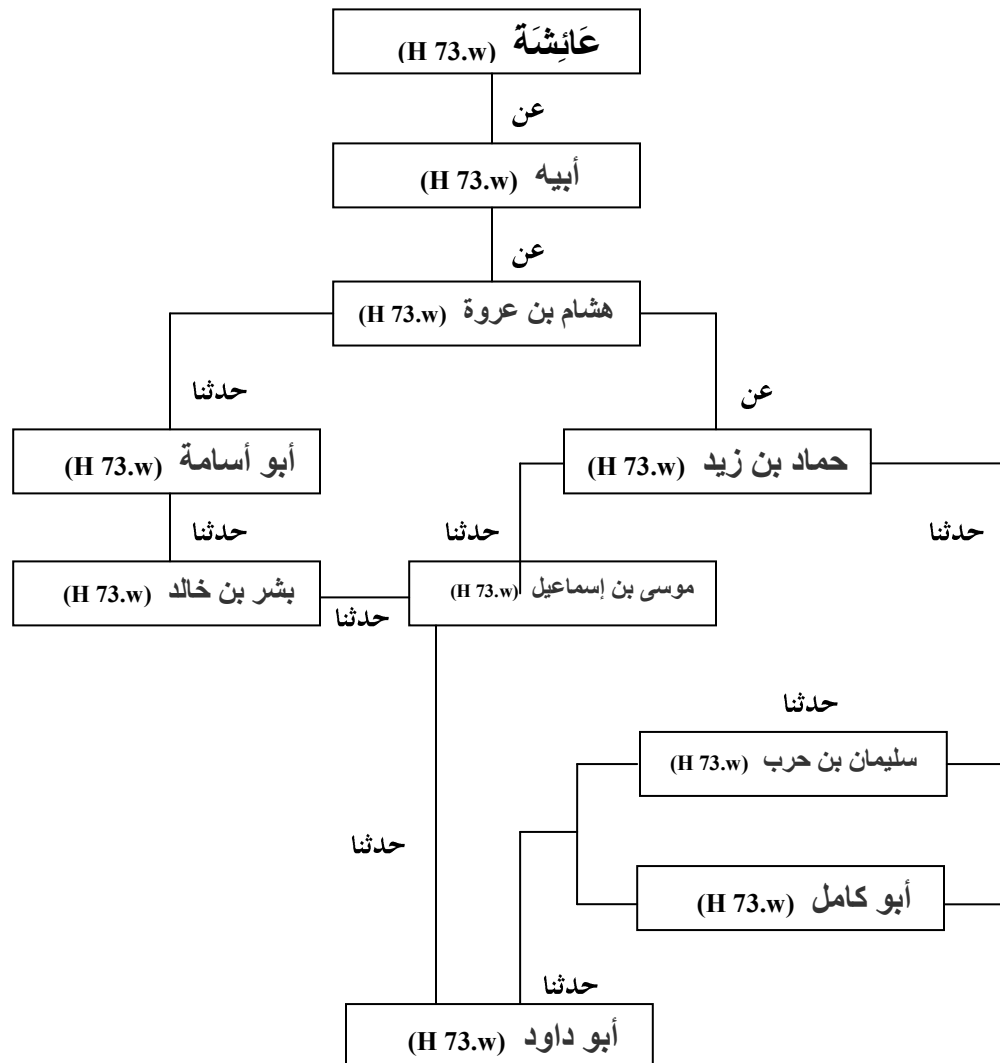 عَائِشَة (H 73.w)
عن
أبيه (H 73.w)
عن
هشام بن عروة (H 73.w)
حدثنا
عن
أبو أسامة (H 73.w)
حماد بن زيد (H 73.w)
حدثنا
حدثنا
حدثنا
بشر بن خالد (H 73.w)
موسى بن إسماعيل (H 73.w)
حدثنا
حدثنا
سليمان بن حرب (H 73.w)
حدثنا
أبو كامل (H 73.w)
حدثنا
أبو داود (H 73.w)